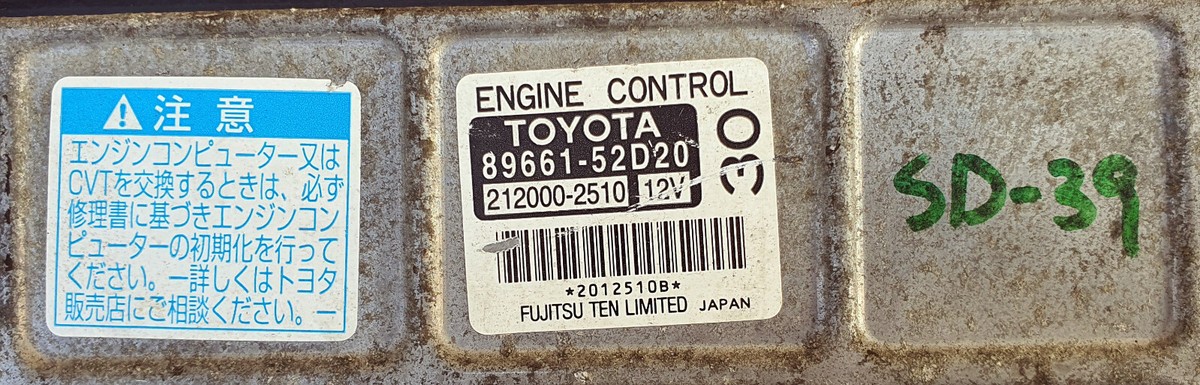 ⚠注意
エンジンコンピューター又は
CVTを交換するときは、必ず
修理書に基づきエンジンコン
ピューターの初期化を行って
ください。ー詳しくはトヨタ
販売店にご相談ください。ー
ENGINE CONTROL
TOYOTA
89661-52D20
212000-2510 12V
30
*2012510B*
FUJITSU TEN LIMITED JAPAN
SD-39